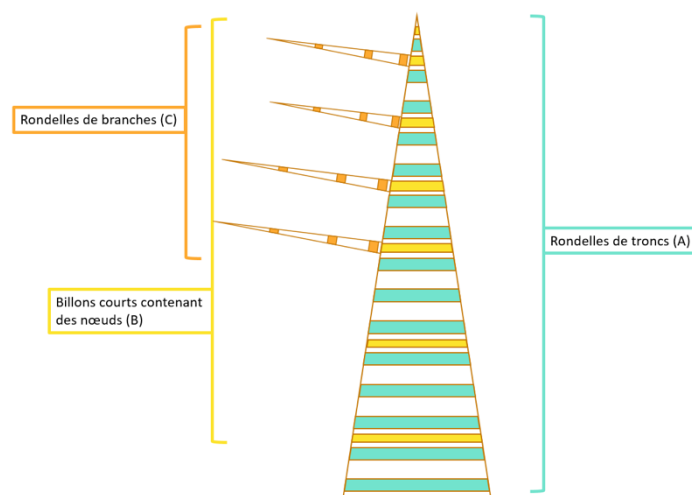 Rondelles de branches (C)
Rondelles de troncs (A)
Billons courts contenant
des nœuds (B)